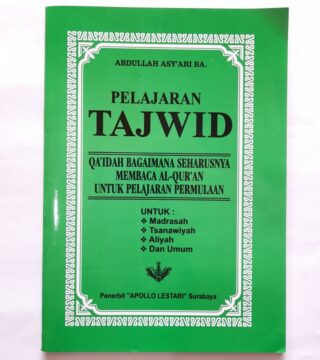 ABDULLAH ASY'ARI BA.
PELAJARAN
TAJWID
QA'IDAH BAGAIMANA SEHARUSNYA
MEMBACA AL-QUR'AN
UNTUK PELAJARAN PERMULAAN
UNTUK :
❖ Madrasah
❖ Tsanawiyah
❖ Aliyah
❖ Dan Umum
Penerbit "APOLLO LESTARI" Surabaya